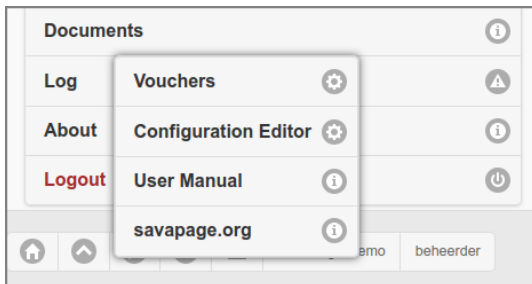 Documents
Log
About
Logout
Vouchers
Configuration Editor
User Manual
savapage.org
emo
beheerder